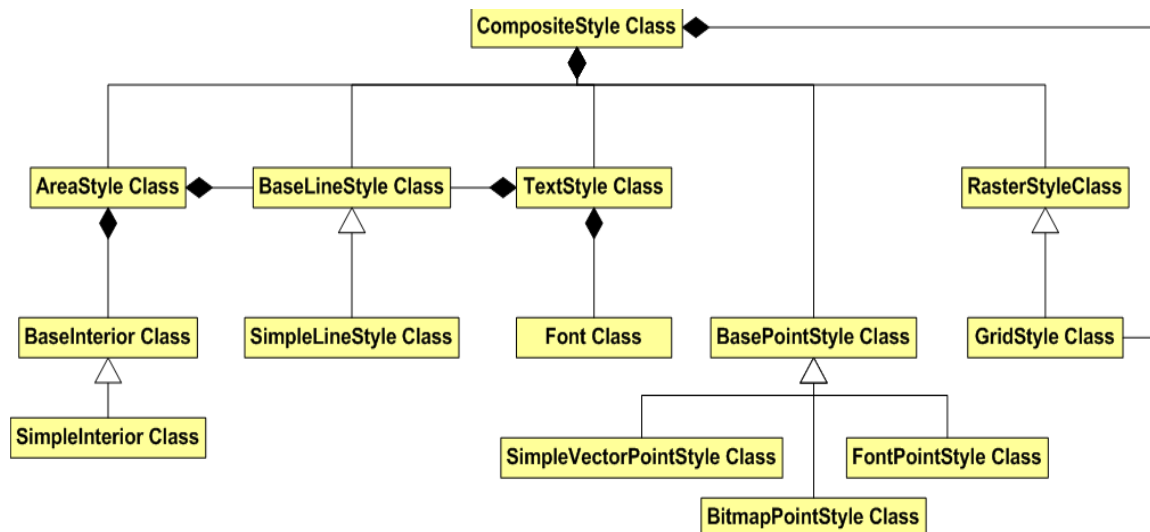 CompositeStyle Class
AreaStyle Class
BaseLineStyle Class
TextStyle Class
RasterStyleClass
BaseInterior Class
SimpleLineStyle Class
Font Class
BasePointStyle Class
GridStyle Class
SimpleInterior Class
SimpleVectorPointStyle Class
FontPointStyle Class
BitmapPointStyle Class